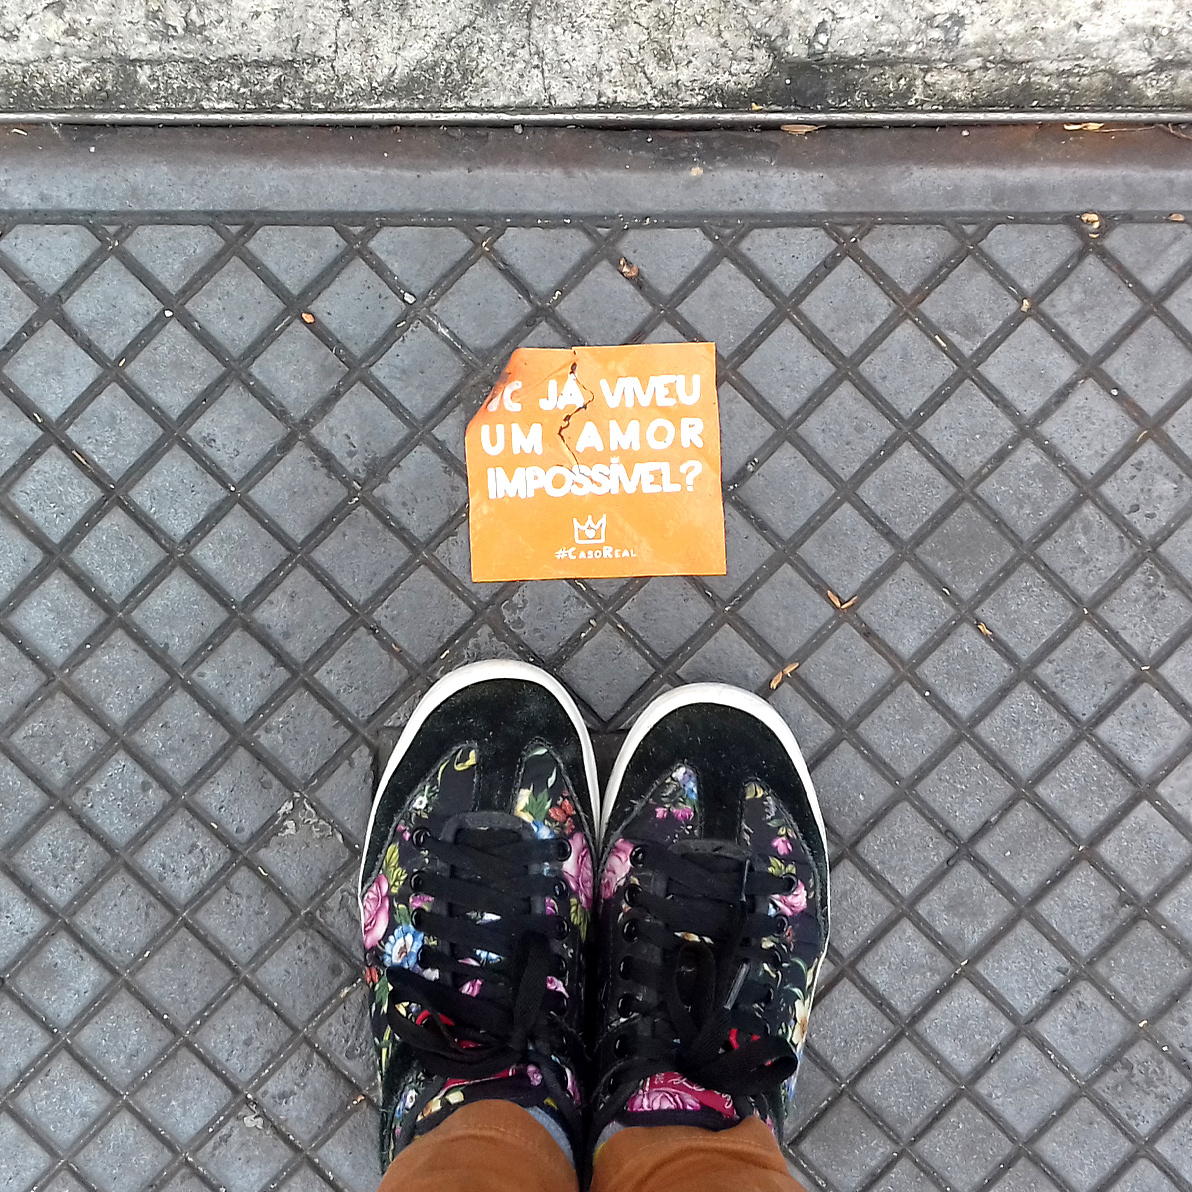 VC JÁ VIVEU
UM AMOR
IMPOSSÍVEL?
#CASOREAL